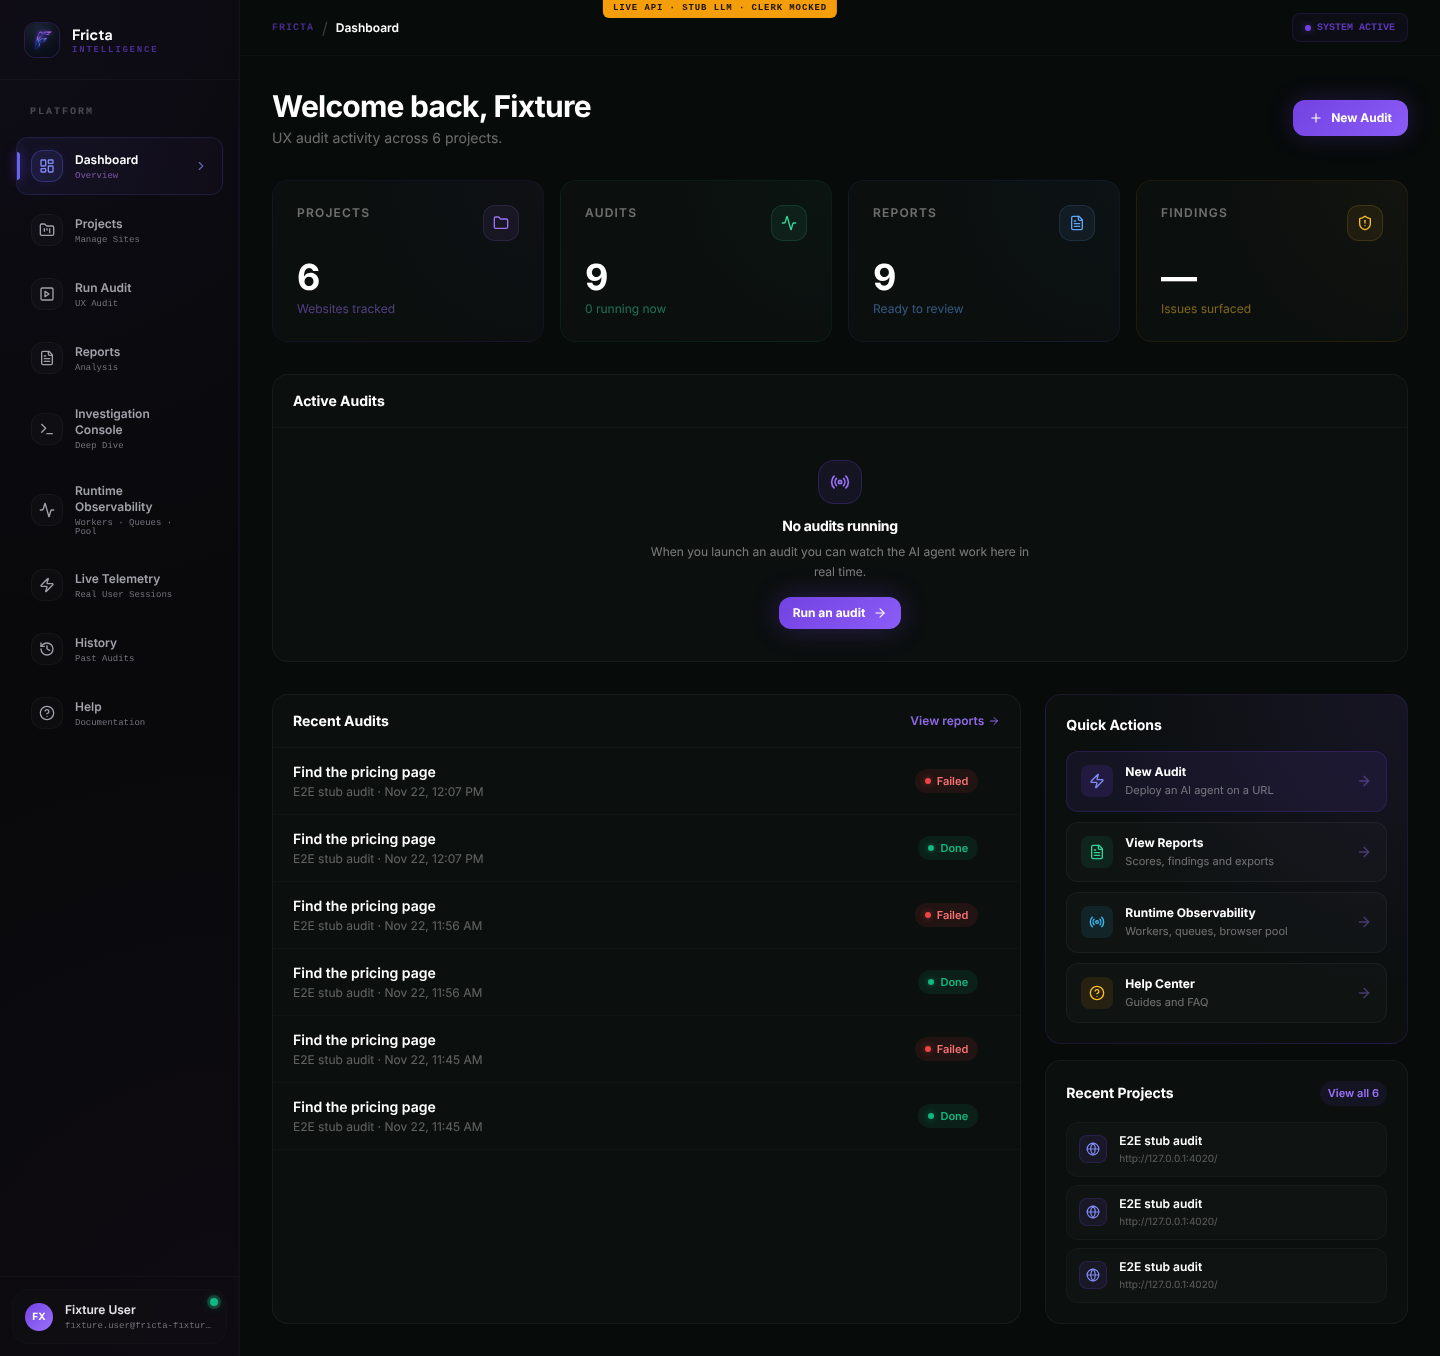 LIVE API · STUB LLM · CLERK MOCKED
Fricta
INTELLIGENCE
FRICTA / Dashboard
SYSTEM ACTIVE
PLATFORM
Dashboard
Overview
Projects
Manage Sites
Run Audit
UX Audit
Reports
Analysis
Investigation
Console
Deep Dive
Runtime
Observability
Workers · Queues ·
Pool
Live Telemetry
Real User Sessions
History
Past Audits
Help
Documentation
FX
Fixture User
fixture.user@fricta-fixtur…
Welcome back, Fixture
UX audit activity across 6 projects.
New Audit
PROJECTS
6
Websites tracked
AUDITS
9
0 running now
REPORTS
9
Ready to review
FINDINGS
—
Issues surfaced
Active Audits
No audits running
When you launch an audit you can watch the AI agent work here in
real time.
Run an audit
Recent Audits
View reports
Find the pricing page
E2E stub audit · Nov 22, 12:07 PM
Failed
Find the pricing page
E2E stub audit · Nov 22, 12:07 PM
Done
Find the pricing page
E2E stub audit · Nov 22, 11:56 AM
Failed
Find the pricing page
E2E stub audit · Nov 22, 11:56 AM
Done
Find the pricing page
E2E stub audit · Nov 22, 11:45 AM
Failed
Find the pricing page
E2E stub audit · Nov 22, 11:45 AM
Done
Quick Actions
New Audit
Deploy an AI agent on a URL
View Reports
Scores, findings and exports
Runtime Observability
Workers, queues, browser pool
Help Center
Guides and FAQ
Recent Projects
View all 6
E2E stub audit
http://127.0.0.1:4020/
E2E stub audit
http://127.0.0.1:4020/
E2E stub audit
http://127.0.0.1:4020/